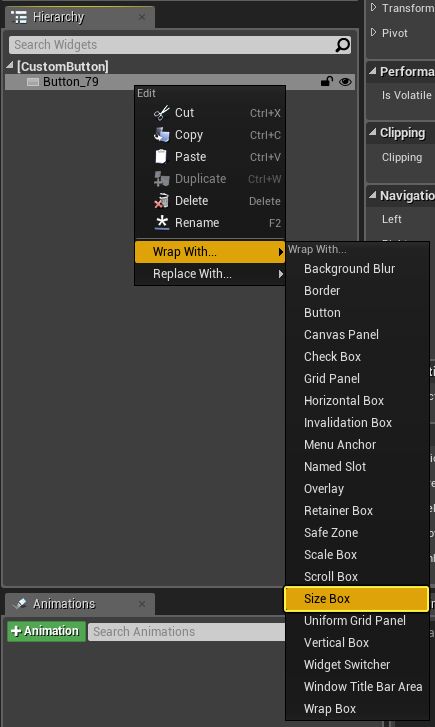 Hierarchy
Search Widgets
[CustomButton]
Button_79
Edit
Cut Ctrl+X
Copy Ctrl+C
Paste Ctrl+V
Duplicate Ctrl+W
Delete Delete
Rename F2
Wrap With...
Replace With...
Wrap With...
Background Blur
Border
Button
Canvas Panel
Check Box
Grid Panel
Horizontal Box
Invalidation Box
Menu Anchor
Named Slot
Overlay
Retainer Box
Safe Zone
Scale Box
Scroll Box
Size Box
Uniform Grid Panel
Vertical Box
Widget Switcher
Window Title Bar Area
Wrap Box
Transform
Pivot
Performa
Is Volatile
Clipping
Clipping
Navigation
Left
Animations
+Animation
Search Animations